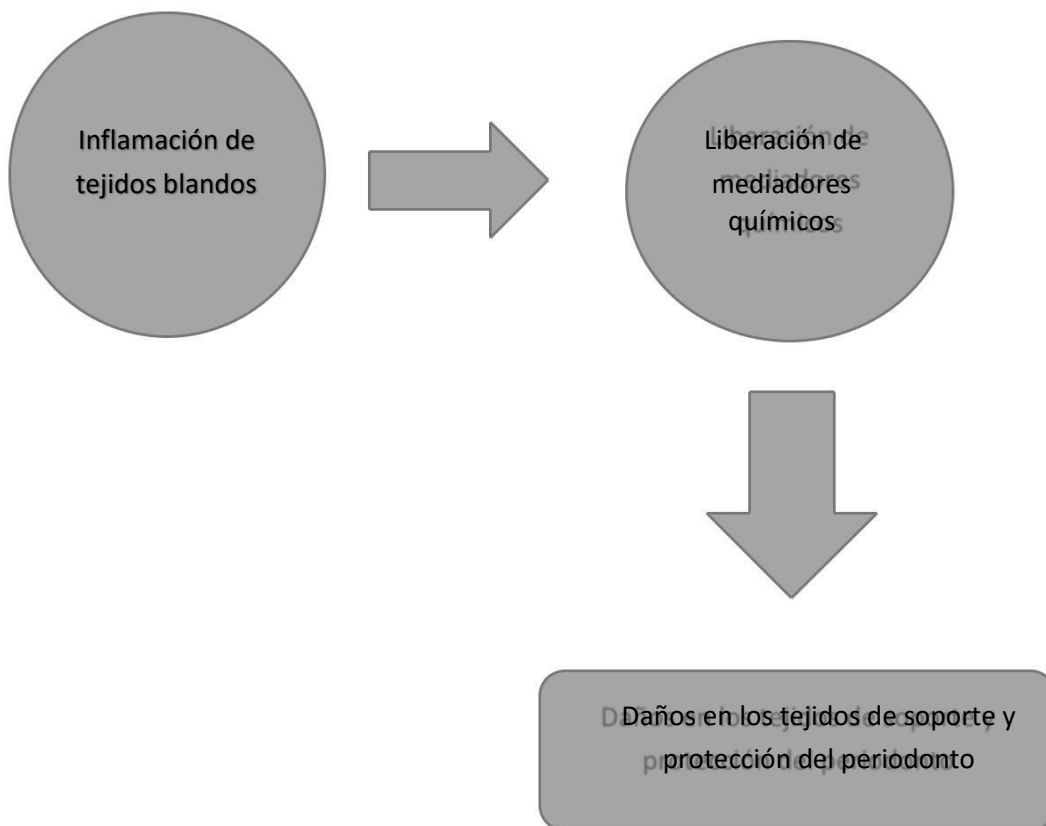 Inflamación de
tejidos blandos
Liberación de
mediadores
químicos
Daños en los tejidos de soporte y
protección del periodonto